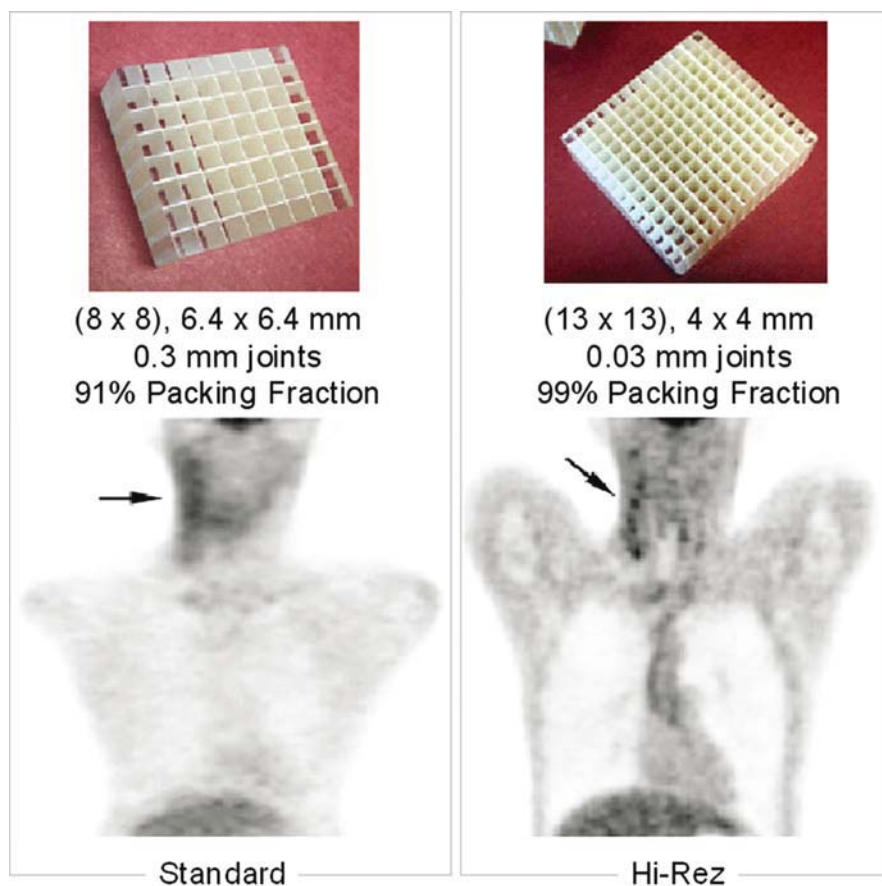 (8 x 8), 6.4 x 6.4 mm
0.3 mm joints
91% Packing Fraction
Standard
(13 x 13), 4 x 4 mm
0.03 mm joints
99% Packing Fraction
Hi-Rez